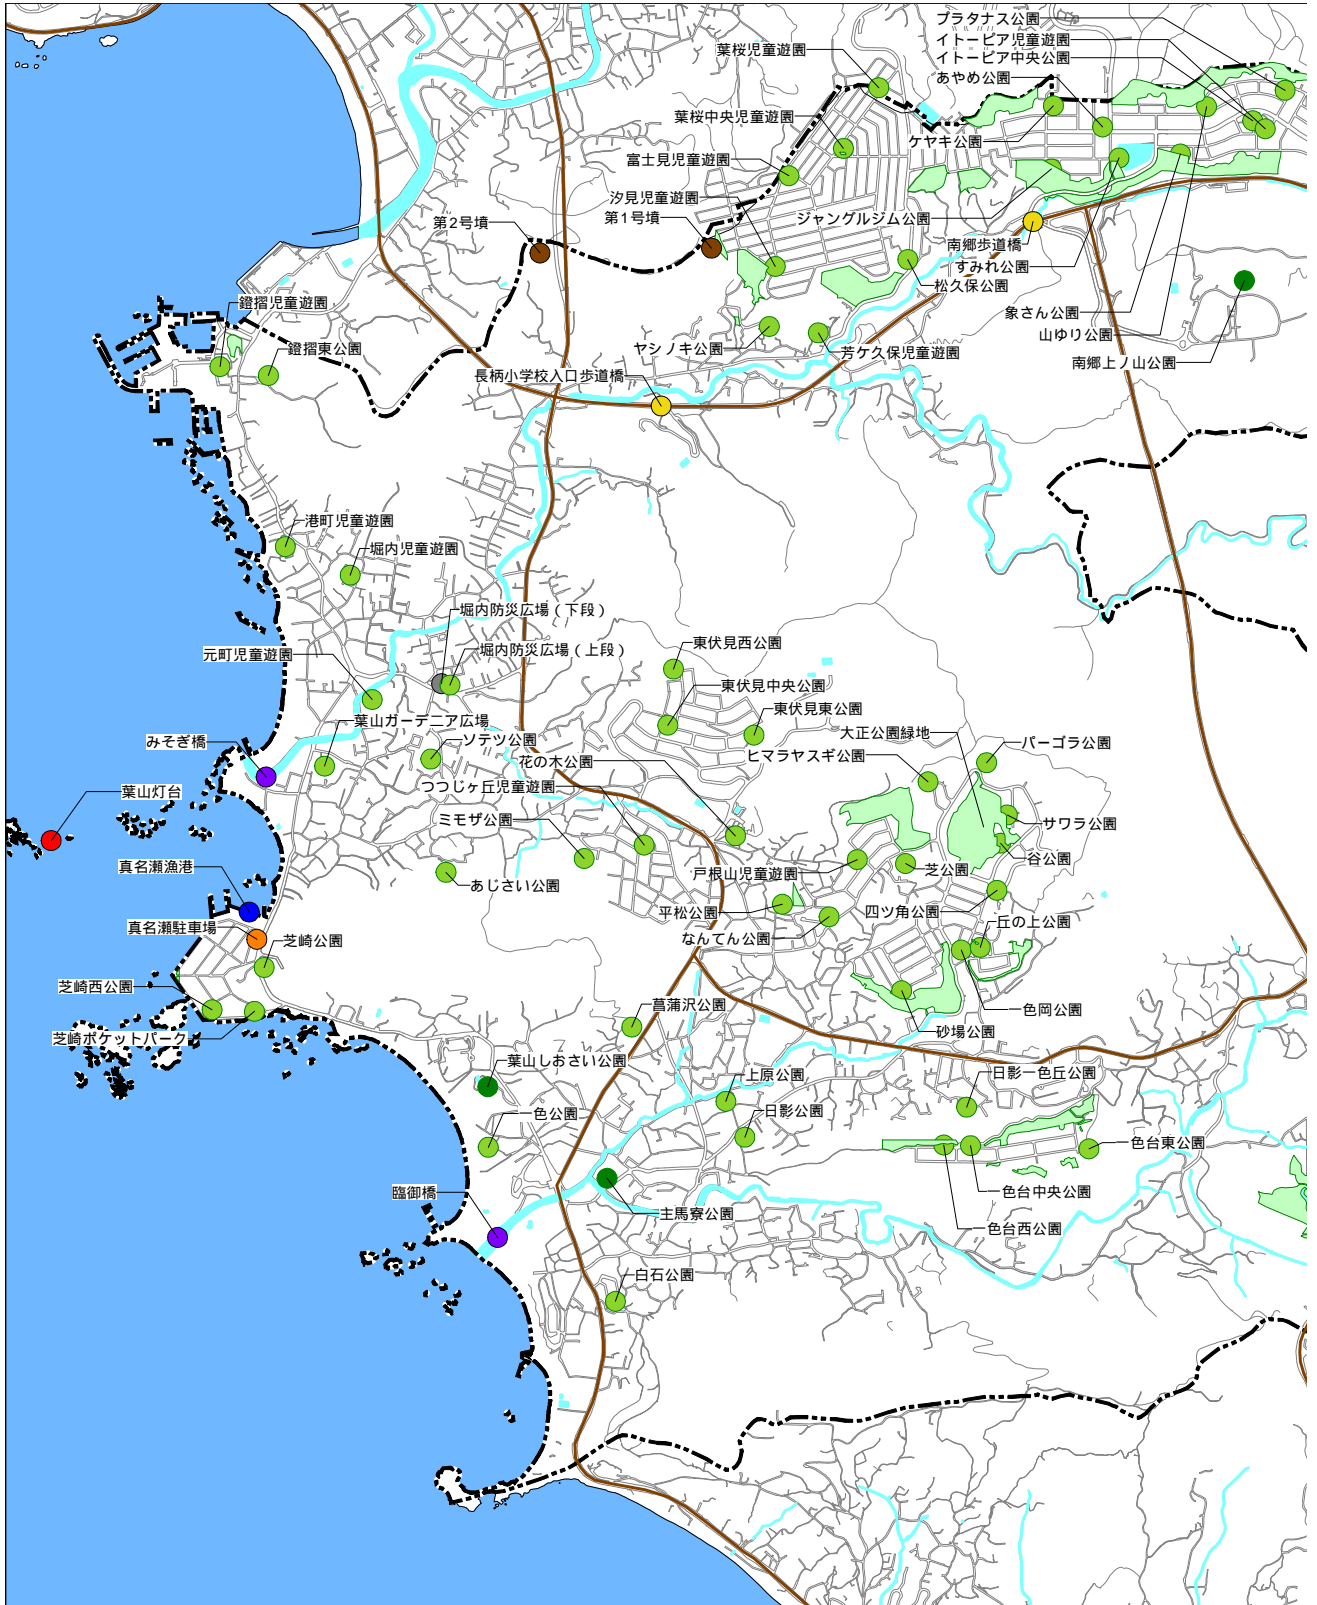 プラタナス公園
イトーピア児童遊園
イトーピア中央公園
あやめ公園
葉桜児童遊園
葉桜中央児童遊園
ケヤキ公園
富士見児童遊園
汐見児童遊園
第1号墳
第2号墳
ジャングルジム公園
南郷歩道橋
すみれ公園
松久保公園
象さん公園
山ゆり公園
南郷上ノ山公園
鐙摺児童遊園
鐙摺東公園
ヤシノキ公園
芳ケ久保児童遊園
長柄小学校入口歩道橋
港町児童遊園
堀内児童遊園
堀内防災広場（下段）
堀内防災広場（上段）
元町児童遊園
東伏見西公園
東伏見中央公園
東伏見東公園
葉山ガーデニア広場
ソテツ公園
大正公園緑地
パーゴラ公園
みそぎ橋
花の木公園
ヒマラヤスギ公園
つつじヶ丘児童遊園
葉山灯台
ミモザ公園
サワラ公園
谷公園
真名瀬漁港
あじさい公園
戸根山児童遊園
芝公園
平松公園
四ツ角公園
真名瀬駐車場
芝崎公園
なんてん公園
丘の上公園
芝崎西公園
菖蒲沢公園
一色岡公園
砂場公園
芝崎ポケットパーク
葉山しおさい公園
上原公園
日影一色丘公園
一色公園
日影公園
一色台東公園
臨御橋
一色台中央公園
主馬寮公園
一色台西公園
白石公園